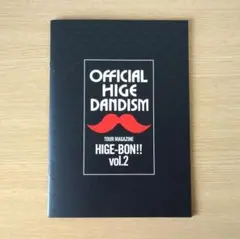 OFFICIAL
HIGE
DANDISM
TOUR MAGAZINE
HIGE-BON!!
vol.2